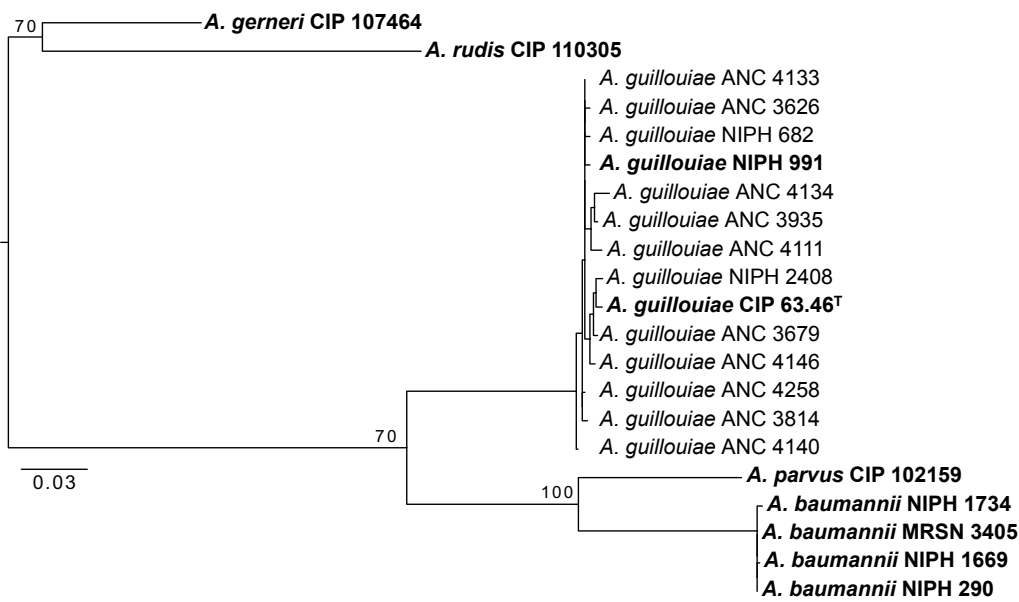 70
A. gerneri CIP 107464
A. rudis CIP 110305
A. guillouiae ANC 4133
A. guillouiae ANC 3626
A. guillouiae NIPH 682
A. guillouiae NIPH 991
A. guillouiae ANC 4134
A. guillouiae ANC 3935
A. guillouiae ANC 4111
A. guillouiae NIPH 2408
A. guillouiae CIP 63.46ᵀ
A. guillouiae ANC 3679
A. guillouiae ANC 4146
A. guillouiae ANC 4258
A. guillouiae ANC 3814
70
A. guillouiae ANC 4140
0.03
A. parvus CIP 102159
100
A. baumannii NIPH 1734
A. baumannii MRSN 3405
A. baumannii NIPH 1669
A. baumannii NIPH 290